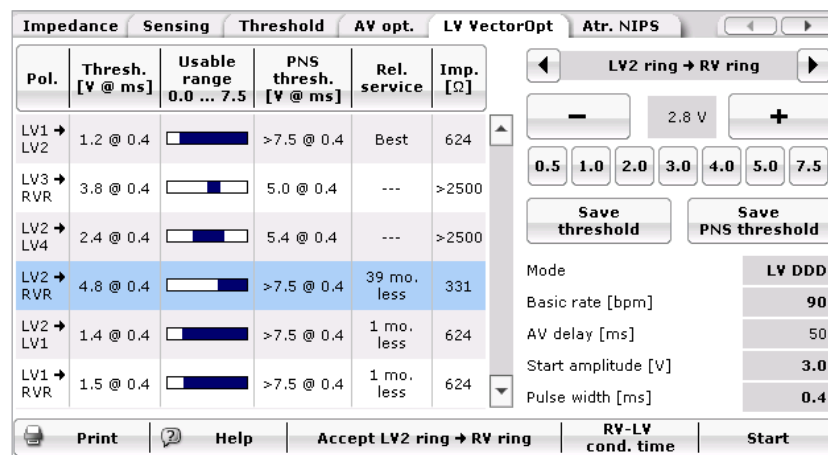 Impedance Sensing Threshold AV opt. LV VectorOpt Atr. NIPS
Pol. Thresh. [V @ ms] Usable range 0.0 ... 7.5 PNS thresh. [V @ ms] Rel. service Imp. [Ω]
LV1 → LV2 1.2 @ 0.4 >7.5 @ 0.4 Best 624
LV3 → RVR 3.8 @ 0.4 5.0 @ 0.4 --- >2500
LV2 → LV4 2.4 @ 0.4 5.4 @ 0.4 --- >2500
LV2 → RVR 4.8 @ 0.4 >7.5 @ 0.4 39 mo. less 331
LV2 → LV1 1.4 @ 0.4 >7.5 @ 0.4 1 mo. less 624
LV1 → RVR 1.5 @ 0.4 >7.5 @ 0.4 1 mo. less 624
LV2 ring → RV ring
− 2.8 V +
0.5 1.0 2.0 3.0 4.0 5.0 7.5
Save threshold Save PNS threshold
Mode LV DDD
Basic rate [bpm] 90
AV delay [ms] 50
Start amplitude [V] 3.0
Pulse width [ms] 0.4
Print Help Accept LV2 ring → RV ring RV-LV cond. time Start